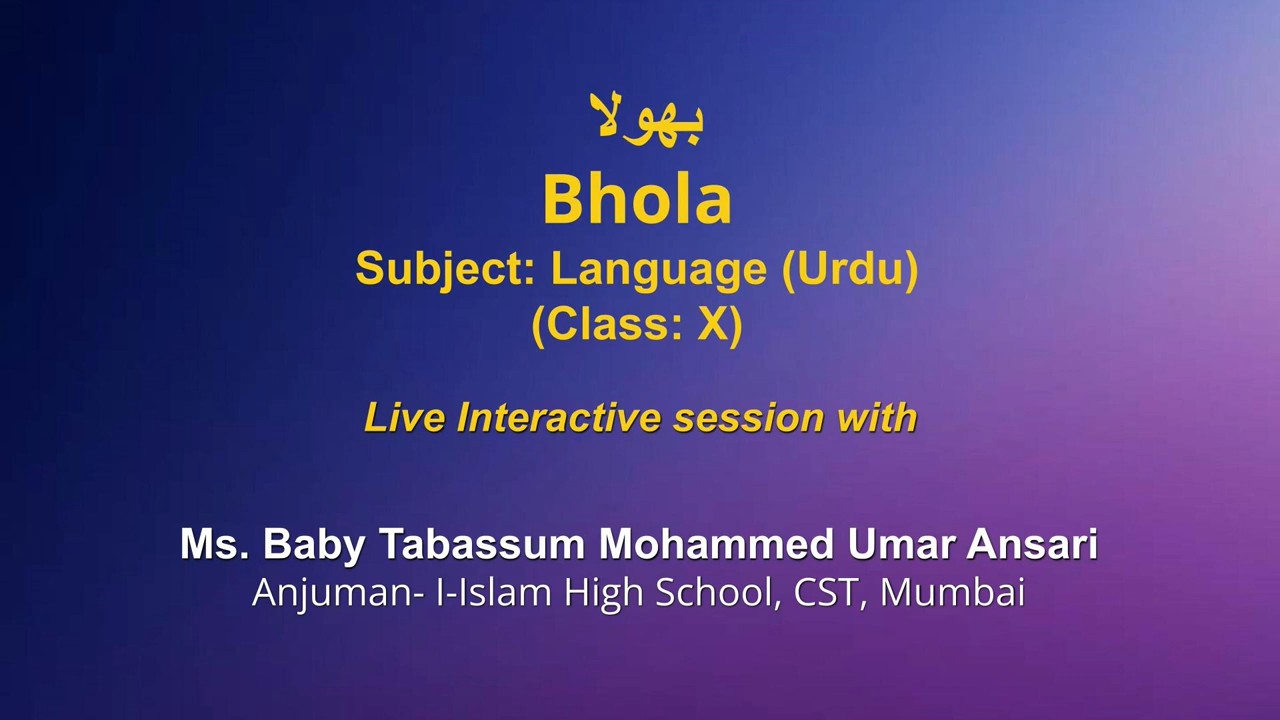 بھولا
Bhola
Subject: Language (Urdu)
(Class: X)
Live Interactive session with
Ms. Baby Tabassum Mohammed Umar Ansari
Anjuman- I-Islam High School, CST, Mumbai